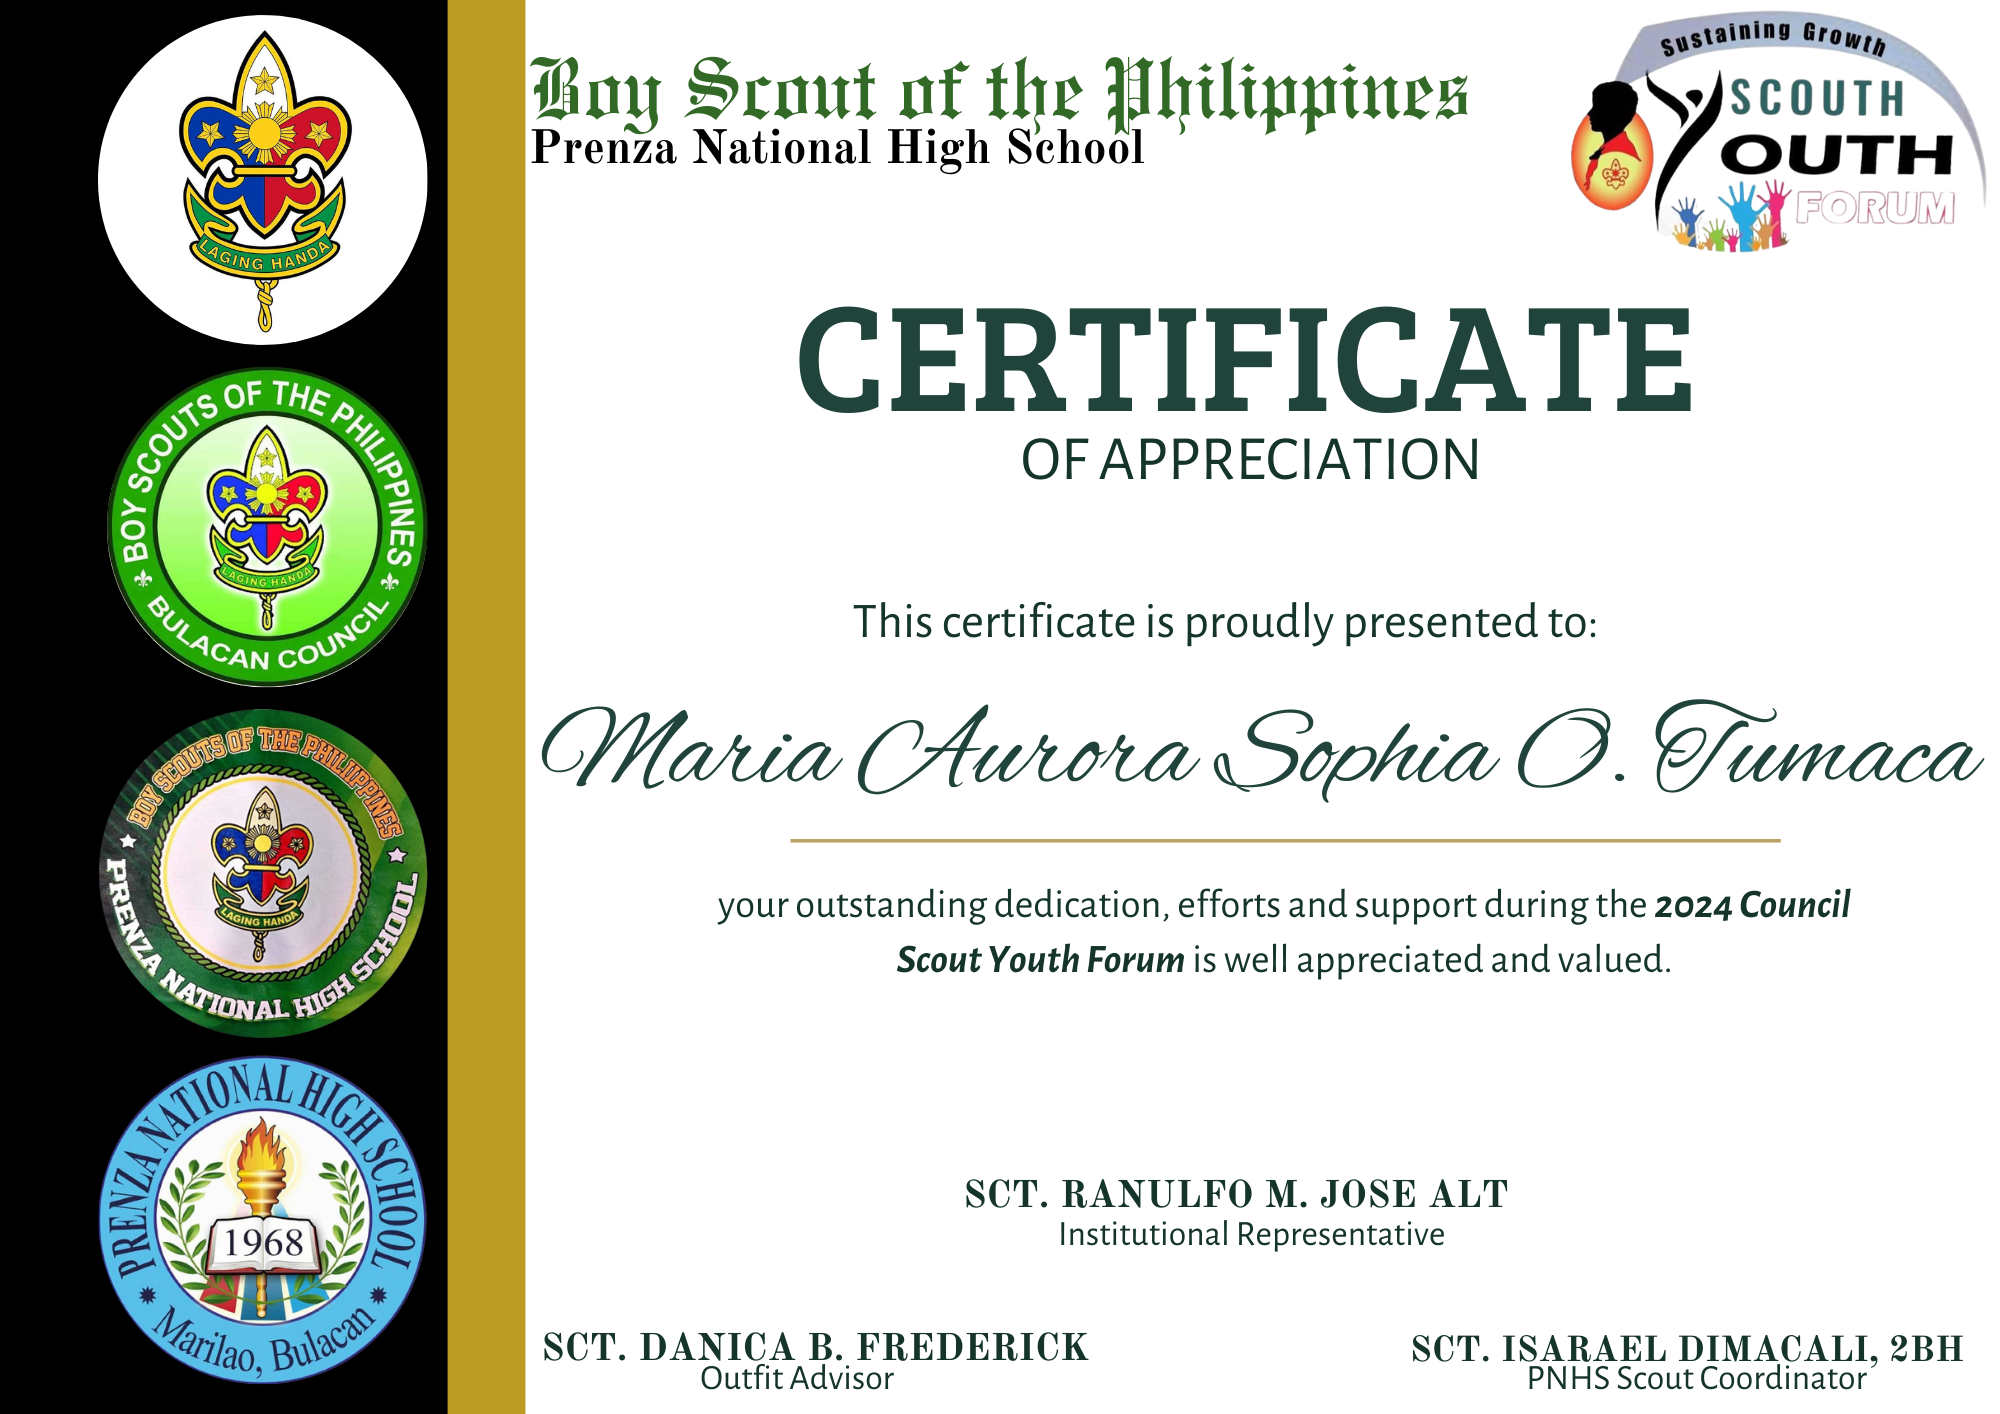 Boy Scout of the Philippines
Prenza National High School
Sustaining Growth
SCOUTH
YOUTH
FORUM
LAGING HANDA
BOY SCOUTS OF THE PHILIPPINES
LAGING HANDA
BULACAN COUNCIL
BOY SCOUTS OF THE PHILIPPINES
LAGING HANDA
PRENZA NATIONAL HIGH SCHOOL
PRENZA NATIONAL HIGH SCHOOL
1968
Marilao, Bulacan
CERTIFICATE
OF APPRECIATION
This certificate is proudly presented to:
Maria Aurora Sophia O. Tumaca
your outstanding dedication, efforts and support during the 2024 Council
Scout Youth Forum is well appreciated and valued.
SCT. RANULFO M. JOSE ALT
Institutional Representative
SCT. DANICA B. FREDERICK
Outfit Advisor
SCT. ISARAEL DIMACALI, 2BH
PNHS Scout Coordinator